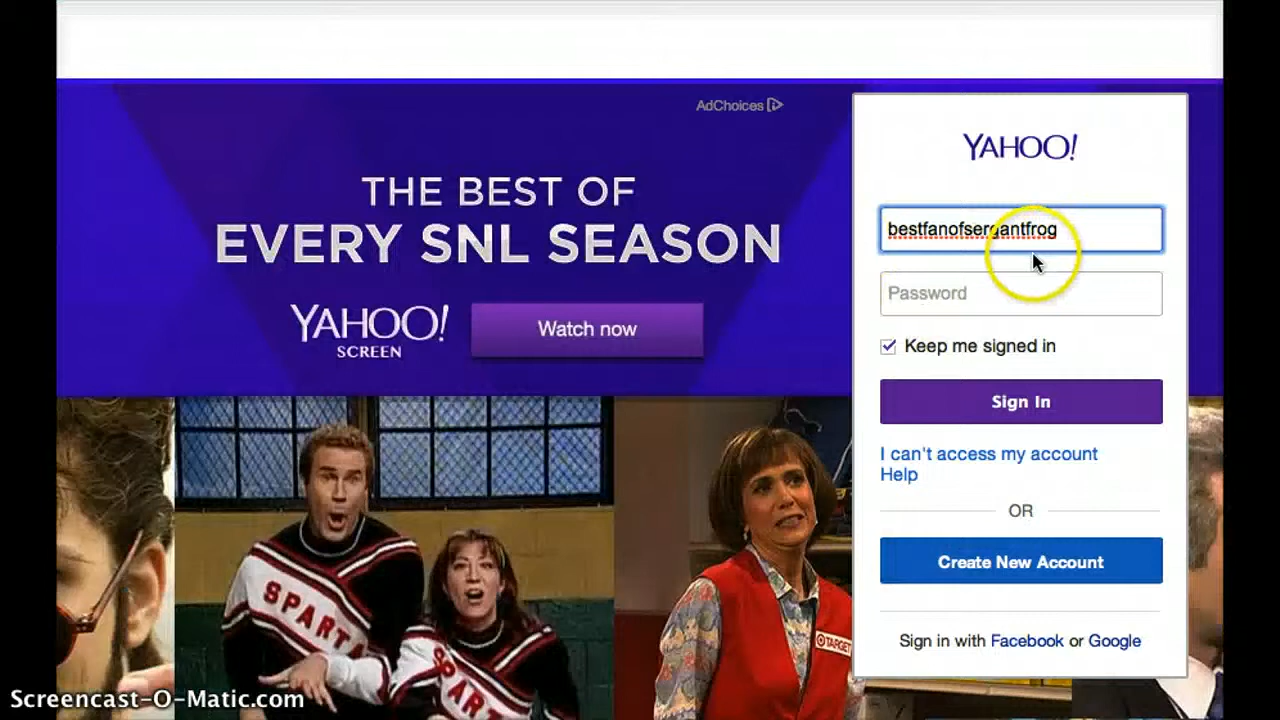 AdChoices
THE BEST OF
EVERY SNL SEASON
YAHOO!
SCREEN
Watch now
YAHOO!
bestfanofsergantfrog
Password
Keep me signed in
Sign In
I can't access my account
Help
OR
Create New Account
Sign in with Facebook or Google
SPARTA
SPART
TARGET
Screencast-O-Matic.com